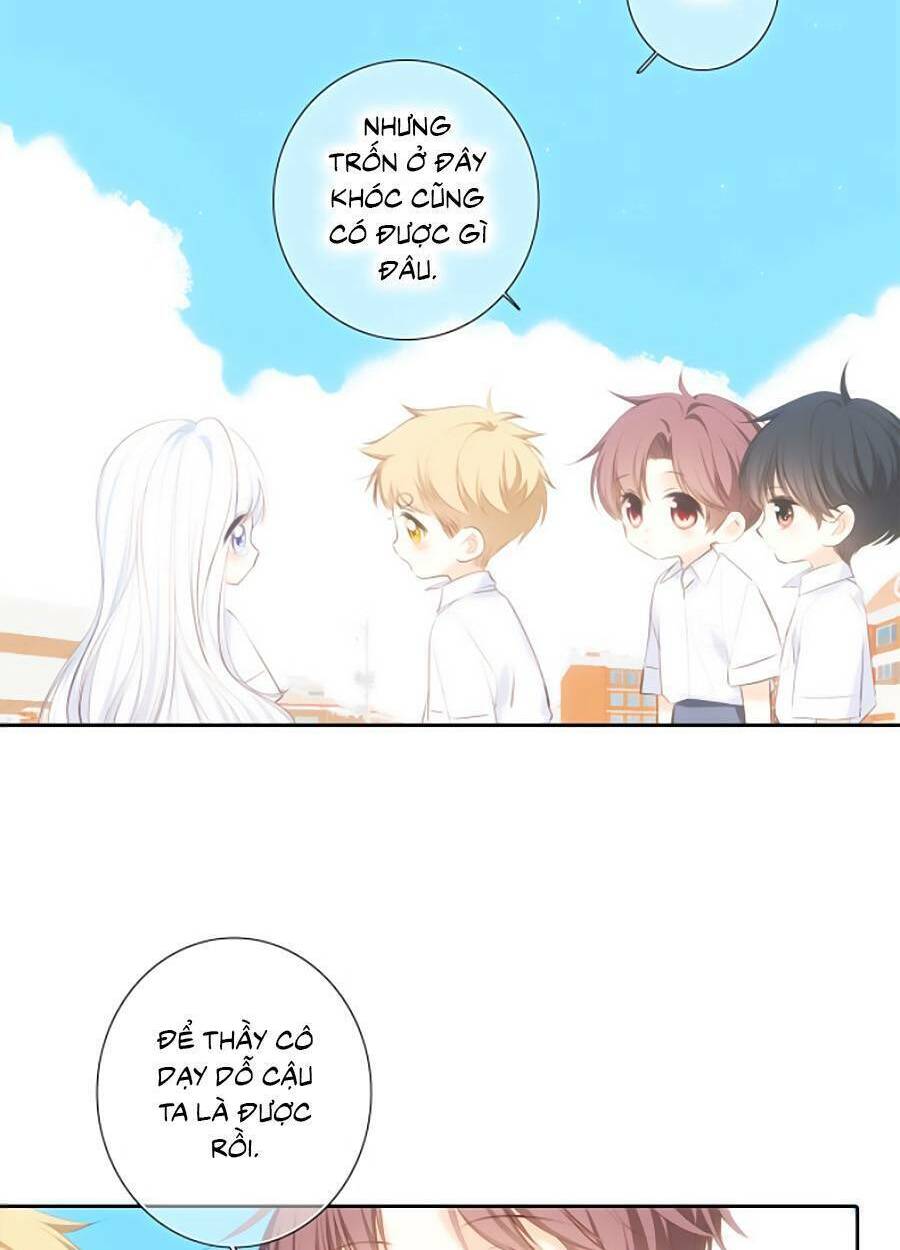 NHƯNG
TRỐN Ở ĐÂY
KHÓC CŨNG
CÓ ĐƯỢC GÌ
ĐÂU.
ĐỂ THẦY CÔ
DẠY DỖ CẬU
TA LÀ ĐƯỢC
RỒI.